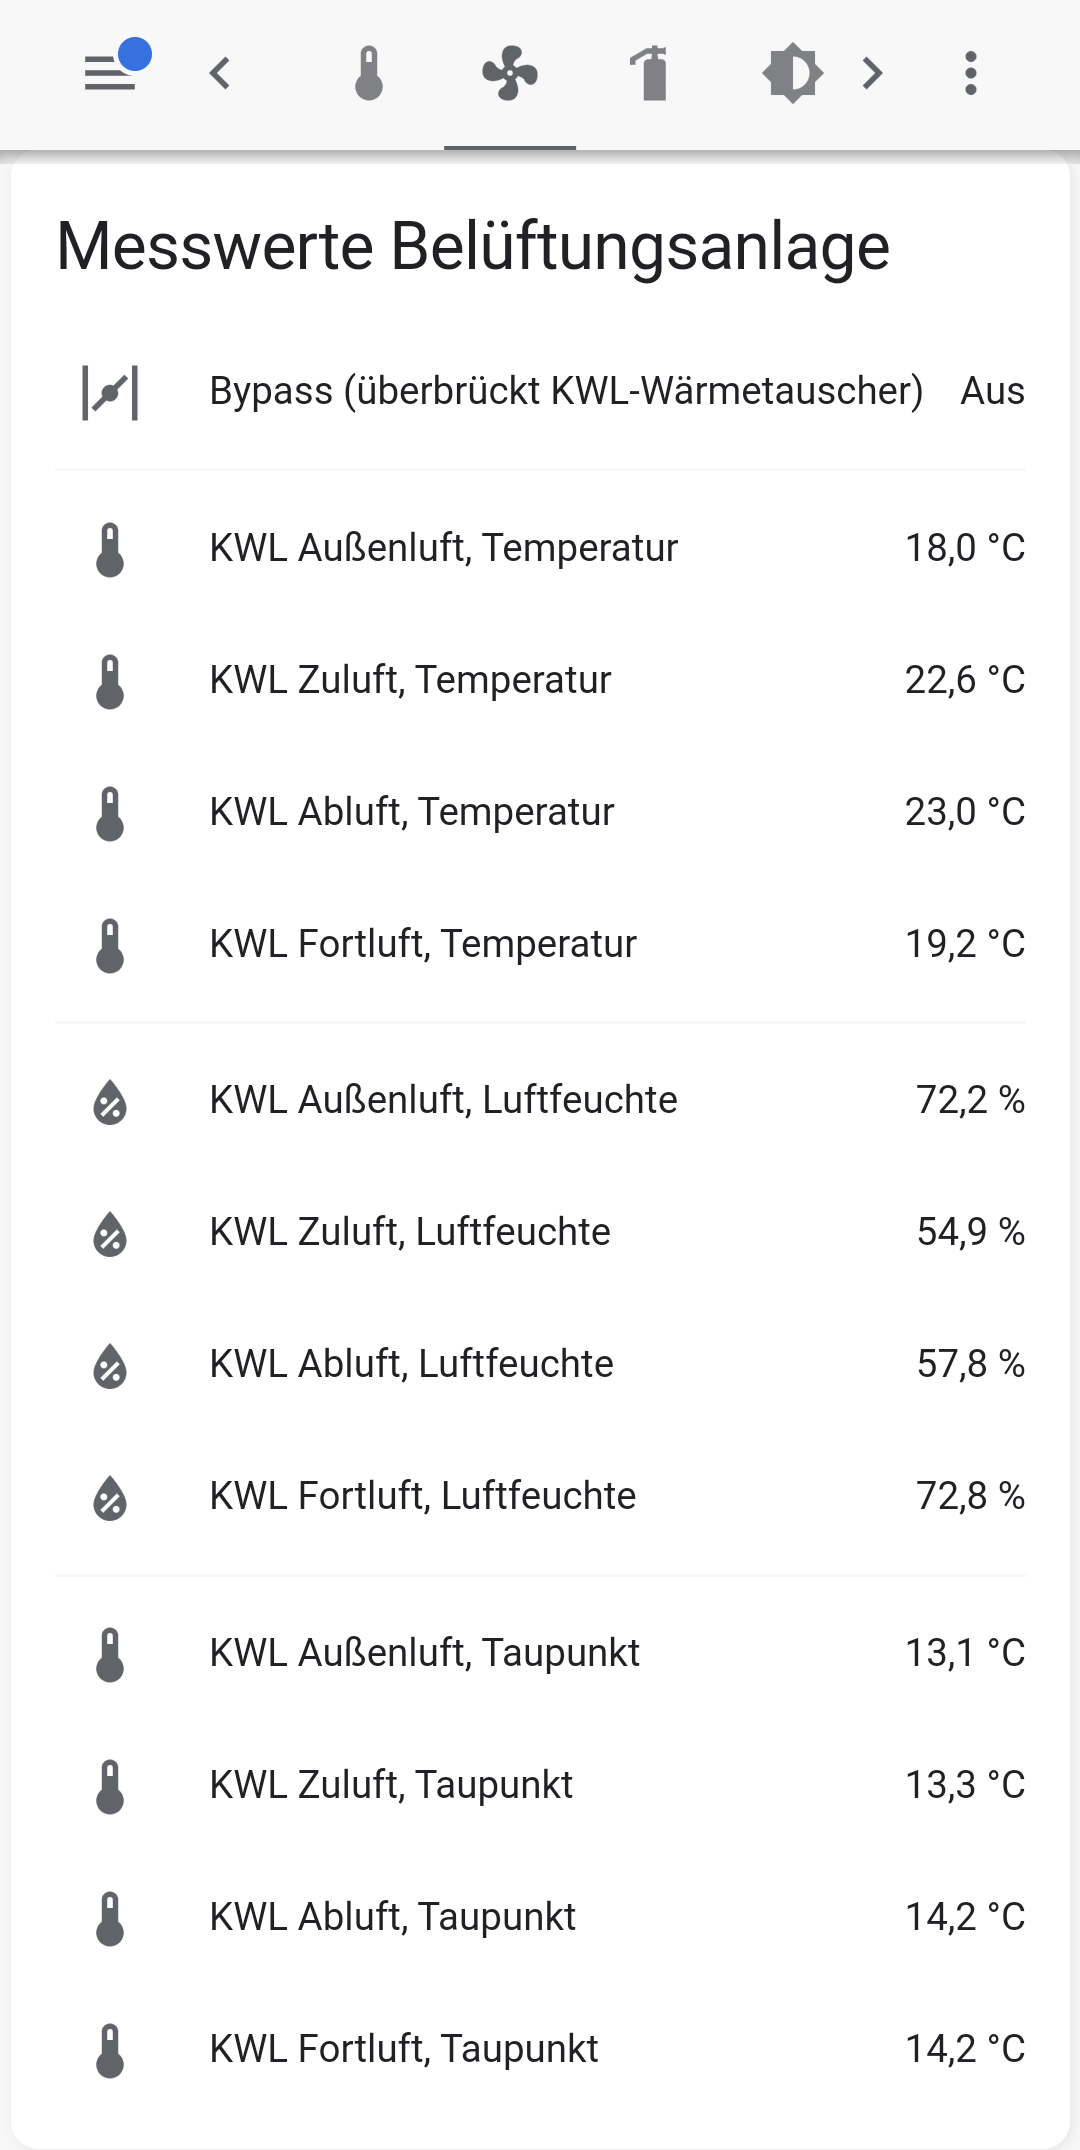 Messwerte Belüftungsanlage
Bypass (überbrückt KWL-Wärmetauscher) Aus
KWL Außenluft, Temperatur 18,0 °C
KWL Zuluft, Temperatur 22,6 °C
KWL Abluft, Temperatur 23,0 °C
KWL Fortluft, Temperatur 19,2 °C
KWL Außenluft, Luftfeuchte 72,2 %
KWL Zuluft, Luftfeuchte 54,9 %
KWL Abluft, Luftfeuchte 57,8 %
KWL Fortluft, Luftfeuchte 72,8 %
KWL Außenluft, Taupunkt 13,1 °C
KWL Zuluft, Taupunkt 13,3 °C
KWL Abluft, Taupunkt 14,2 °C
KWL Fortluft, Taupunkt 14,2 °C